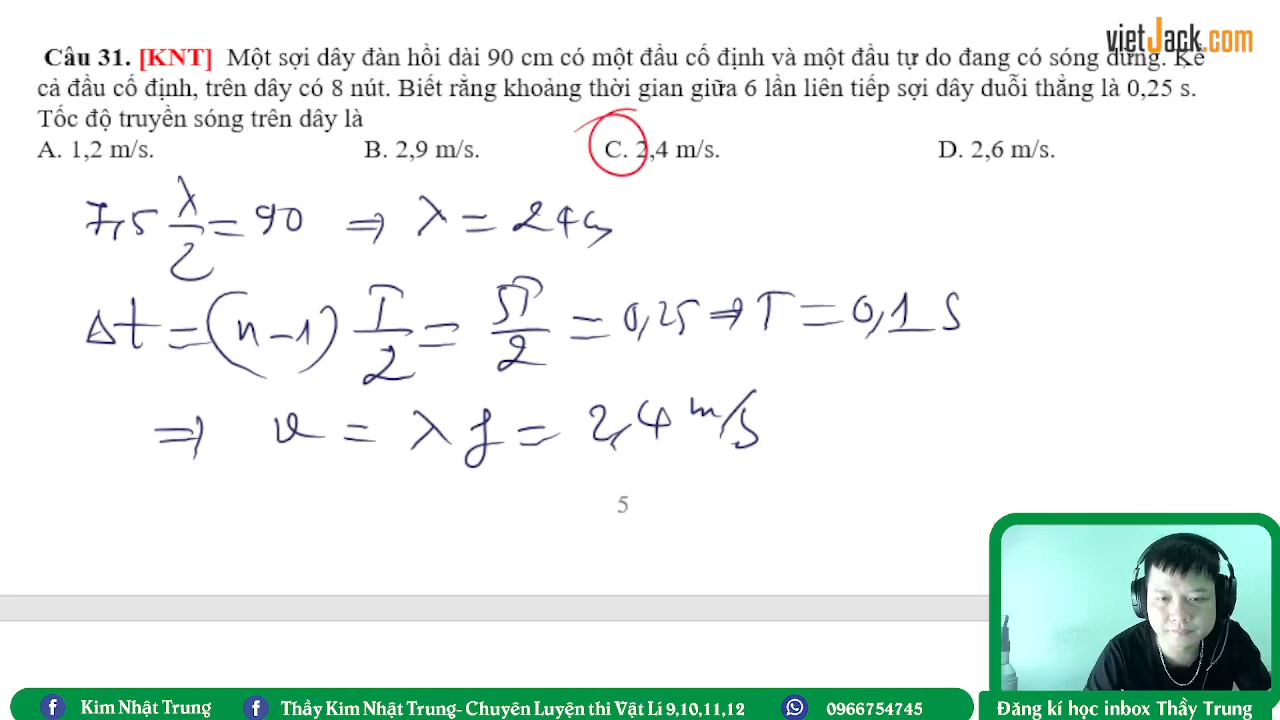 vietJack.com
Câu 31. [KNT] Một sợi dây đàn hồi dài 90 cm có một đầu cố định và một đầu tự do đang có sóng dừng. Kể
cả đầu cố định, trên dây có 8 nút. Biết rằng khoảng thời gian giữa 6 lần liên tiếp sợi dây duỗi thẳng là 0,25 s.
Tốc độ truyền sóng trên dây là
A. 1,2 m/s. B. 2,9 m/s. C. 2,4 m/s. D. 2,6 m/s.
7,5 λ/2 = 90 ⇒ λ = 24cm
Δt = (n-1) T/2 = 5T/2 = 0,25 ⇒ T = 0,1 s
⇒ v = λf = 2,4 m/s
5
Kim Nhật Trung Thầy Kim Nhật Trung- Chuyên Luyện thi Vật Lí 9,10,11,12 0966754745 Đăng kí học inbox Thầy Trung